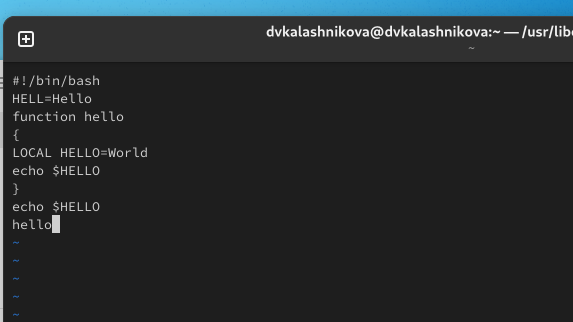 dvkalashnikova@dvkalashnikova:~ — /usr/libe
~
#!/bin/bash
HELL=Hello
function hello
{
LOCAL HELLO=World
echo $HELLO
}
echo $HELLO
hello
~
~
~
~
~